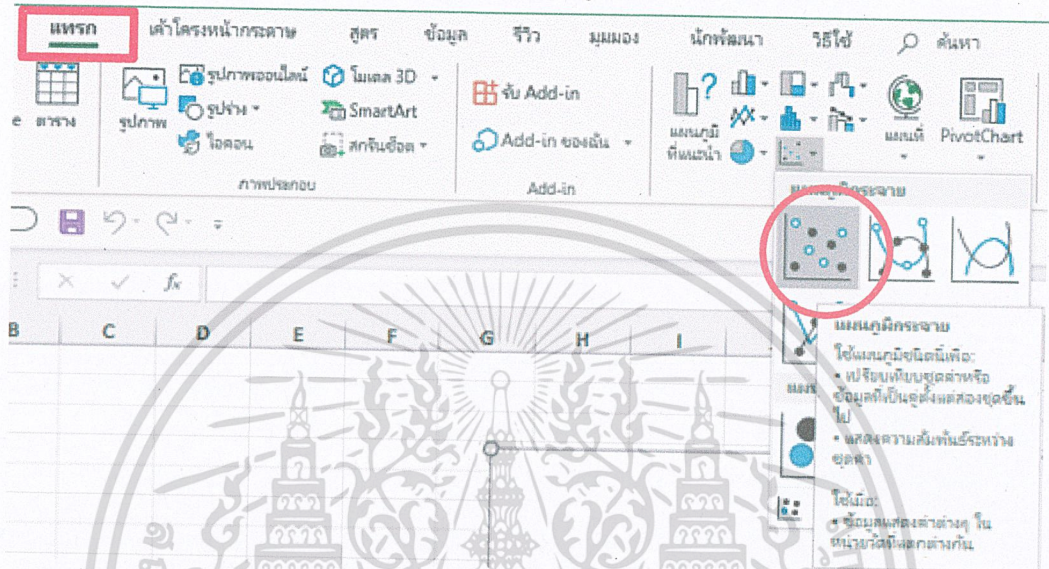 แทรก เค้าโครงหน้ากระดาษ สูตร ข้อมูล รีวิว มุมมอง นักพัฒนา วิธีใช้ ค้นหา
รูปภาพออนไลน์ โมเดล 3D
รับ Add-in
e ตาราง รูปภาพ รูปร่าง SmartArt
แผนภูมิ
ที่แนะนำ
แผนที่ PivotChart
ไอคอน สกรีนช็อต Add-in ของฉัน
ภาพประกอบ Add-in
แผนภูมิกระจาย
fx
B C D E F G H I
แผนภูมิกระจาย
ใช้แผนภูมิชนิดนี้เพื่อ:
• เปรียบเทียบชุดค่าหรือ
ข้อมูลที่เป็นคู่ตั้งแต่สองชุดขึ้น
ไป
• แสดงความสัมพันธ์ระหว่าง
ชุดค่า
ใช้เมื่อ:
• ข้อมูลแสดงค่าต่างๆ ใน
หน่วยวัดที่แตกต่างกัน